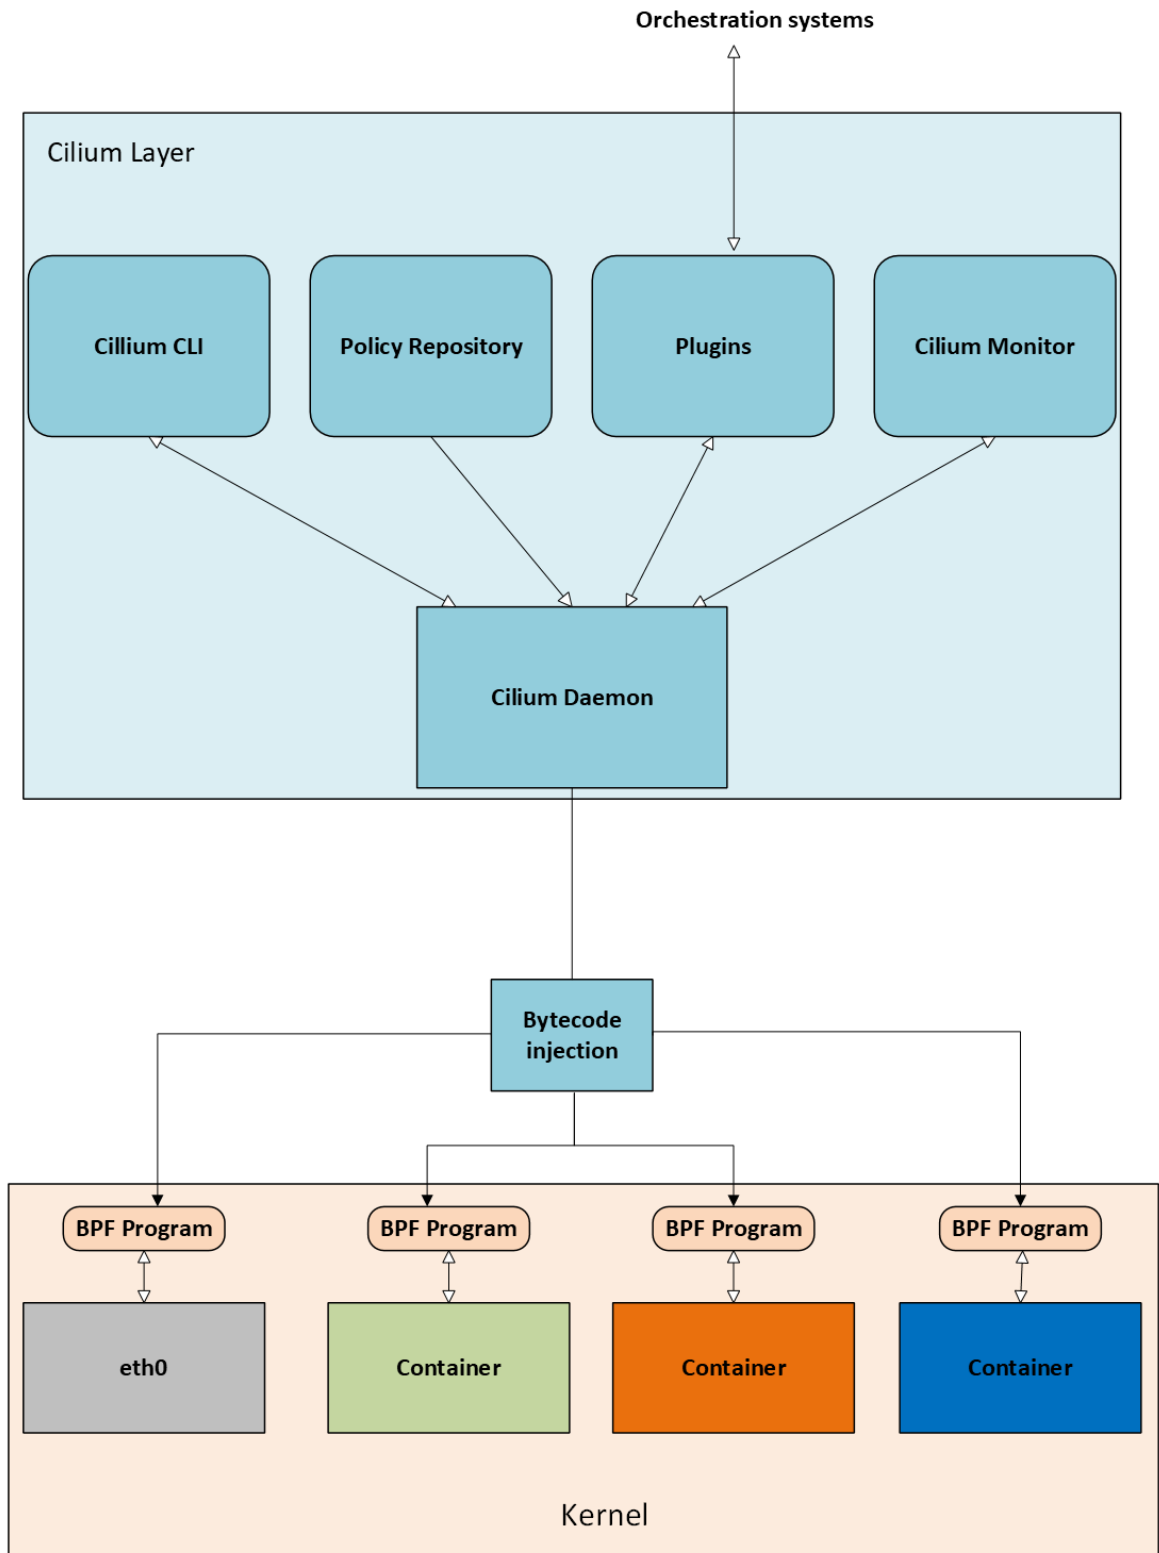 Orchestration systems
Cilium Layer
Cillium CLI
Policy Repository
Plugins
Cilium Monitor
Cilium Daemon
Bytecode
injection
BPF Program
BPF Program
BPF Program
BPF Program
eth0
Container
Container
Container
Kernel